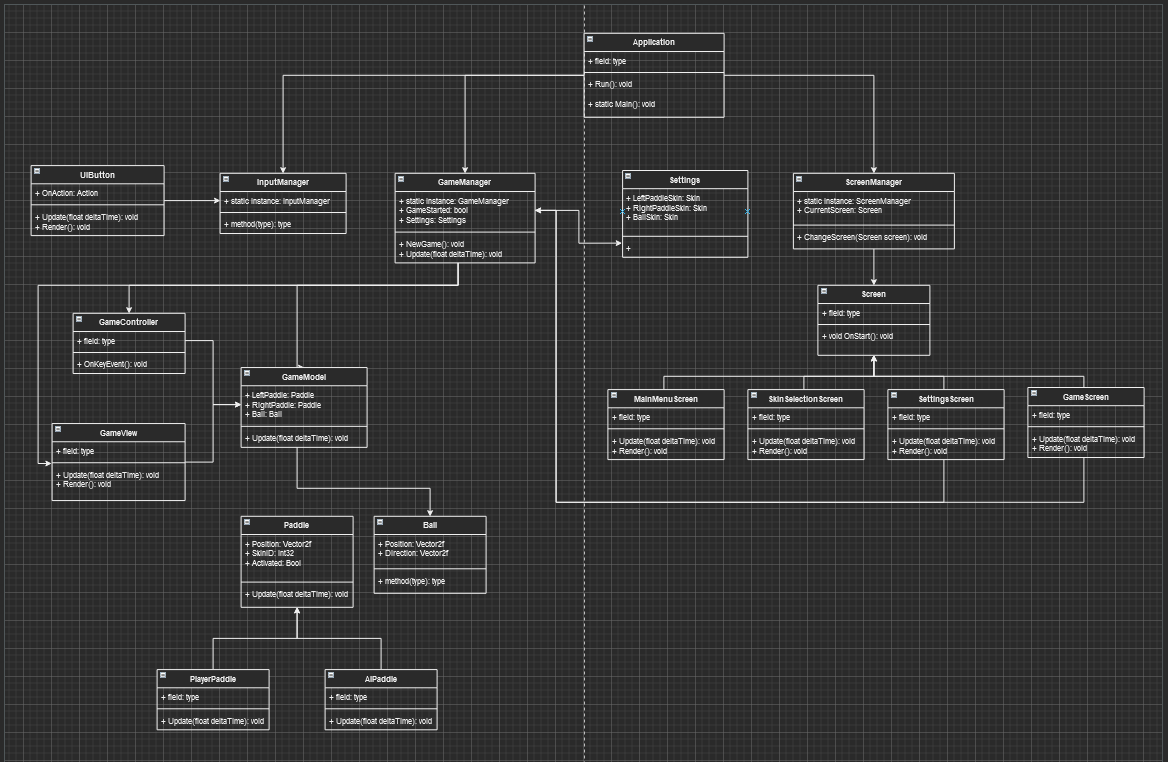 Application
+ field: type
+ Run(): void
+ static Main(): void
UIButton
+ OnAction: Action
+ Update(float deltaTime): void
+ Render(): void
InputManager
+ static Instance: InputManager
+ method(type): type
GameManager
+ static Instance: GameManager
+ GameStarted: bool
+ Settings: Settings
+ NewGame(): void
+ Update(float deltaTime): void
Settings
+ LeftPaddleSkin: Skin
+ RightPaddleSkin: Skin
+ BallSkin: Skin
+
ScreenManager
+ static Instance: ScreenManager
+ CurrentScreen: Screen
+ ChangeScreen(Screen screen): void
Screen
+ field: type
+ void OnStart(): void
GameController
+ field: type
+ OnKeyEvent(): void
GameModel
+ LeftPaddle: Paddle
+ RightPaddle: Paddle
+ Ball: Ball
+ Update(float deltaTime): void
GameView
+ field: type
+ Update(float deltaTime): void
+ Render(): void
MainMenuScreen
+ field: type
+ Update(float deltaTime): void
+ Render(): void
SkinSelectionScreen
+ field: type
+ Update(float deltaTime): void
+ Render(): void
SettingsScreen
+ field: type
+ Update(float deltaTime): void
+ Render(): void
GameScreen
+ field: type
+ Update(float deltaTime): void
+ Render(): void
Paddle
+ Position: Vector2f
+ SkinID: Int32
+ Activated: Bool
+ Update(float deltaTime): void
Ball
+ Position: Vector2f
+ Direction: Vector2f
+ method(type): type
PlayerPaddle
+ field: type
+ Update(float deltaTime): void
AIPaddle
+ field: type
+ Update(float deltaTime): void